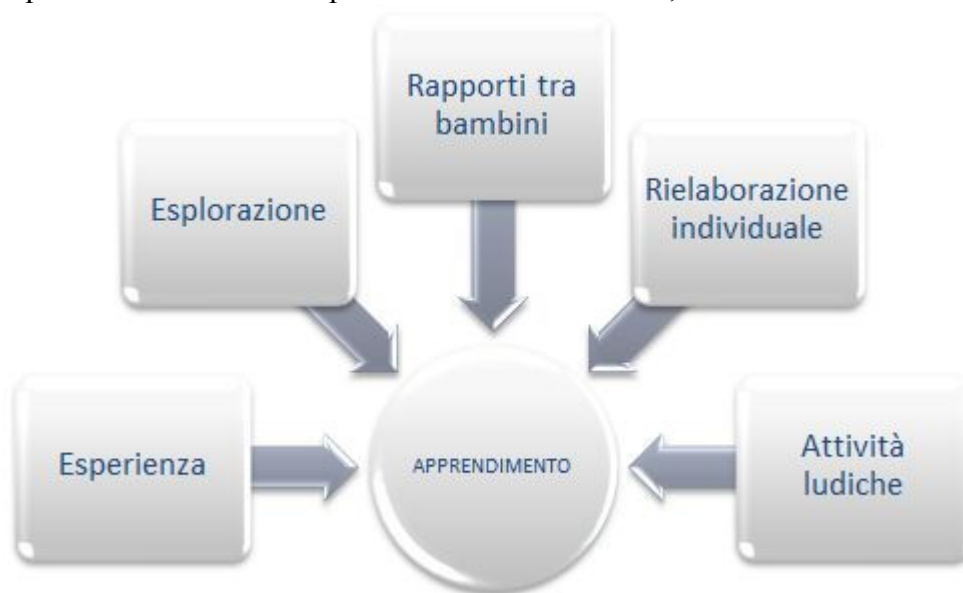 Rapporti tra
bambini
Esplorazione
Rielaborazione
individuale
Esperienza
APPRENDIMENTO
Attività
ludiche